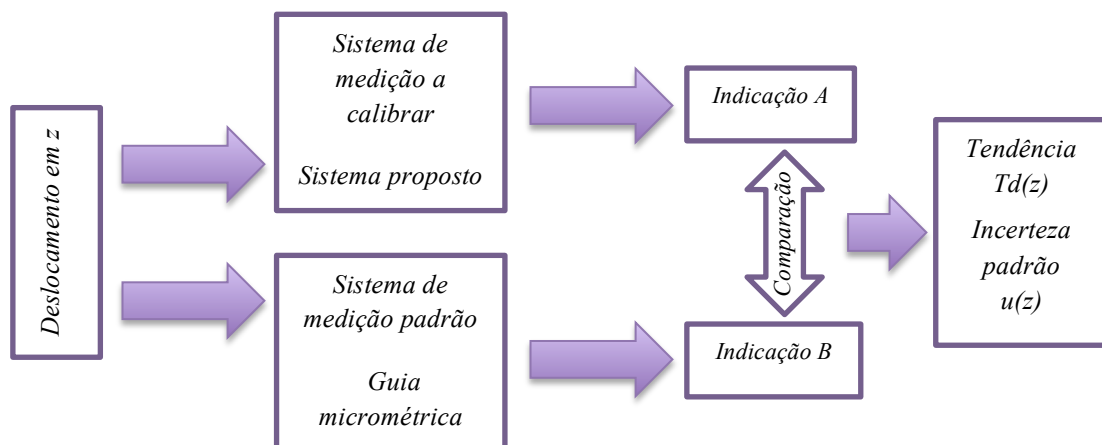 Deslocamento em z
Sistema de
medição a
calibrar
Sistema proposto
Sistema de
medição padrão
Guia
micrométrica
Indicação A
Comparação
Indicação B
Tendência
Td(z)
Incerteza
padrão
u(z)